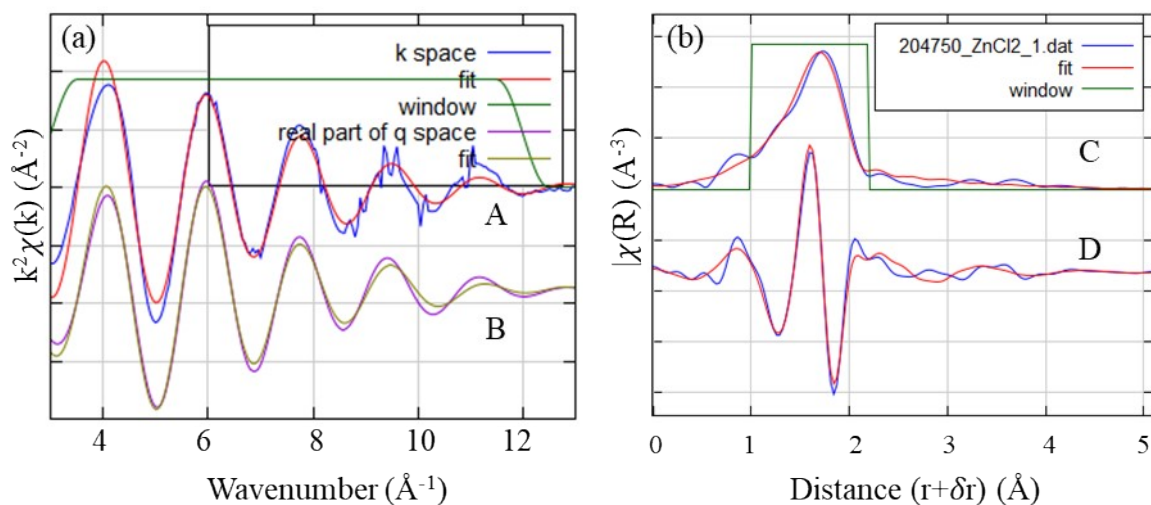 (a)
k space
fit
window
real part of q space
fit
A
B
k²χ(k) (Å⁻²)
4 6 8 10 12
Wavenumber (Å⁻¹)
(b)
204750_ZnCl2_1.dat
fit
window
C
D
|χ(R) (A⁻³)
0 1 2 3 4 5
Distance (r+δr) (Å)